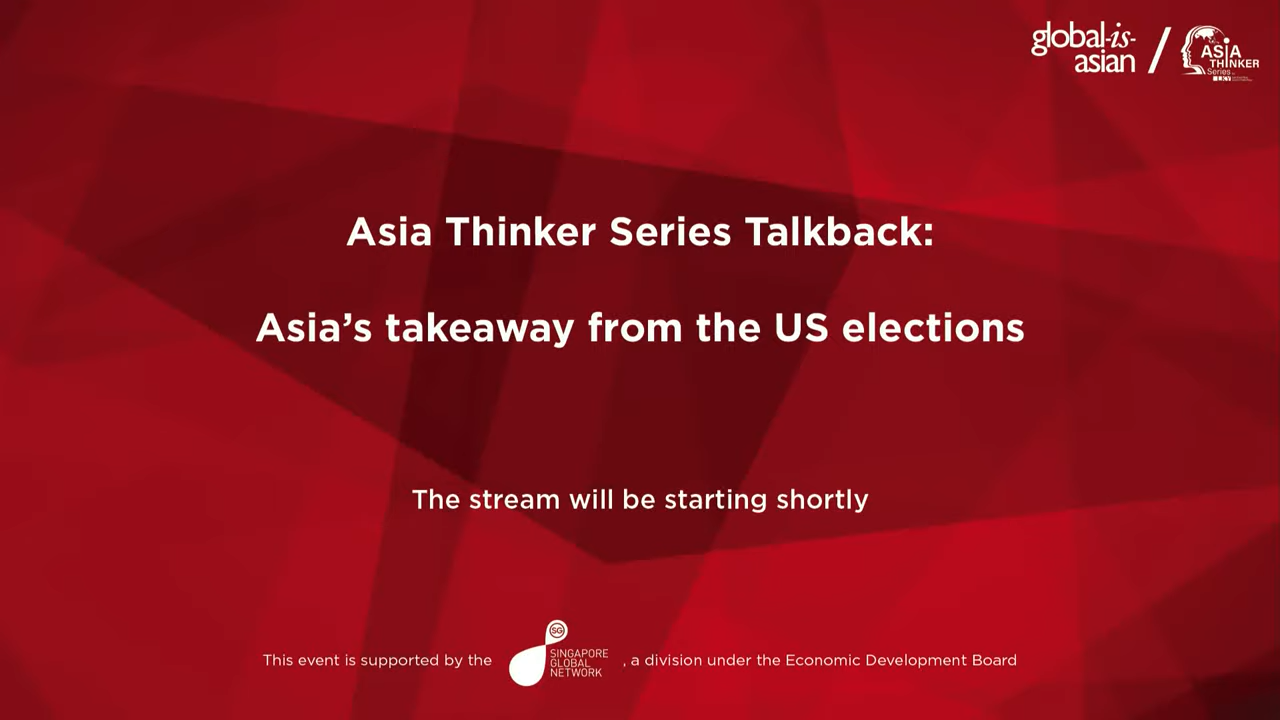 global-is-
asian
ASIA
THINKER
Series
LKY
Asia Thinker Series Talkback:
Asia’s takeaway from the US elections
The stream will be starting shortly
SG
SINGAPORE
GLOBAL
NETWORK
This event is supported by the , a division under the Economic Development Board